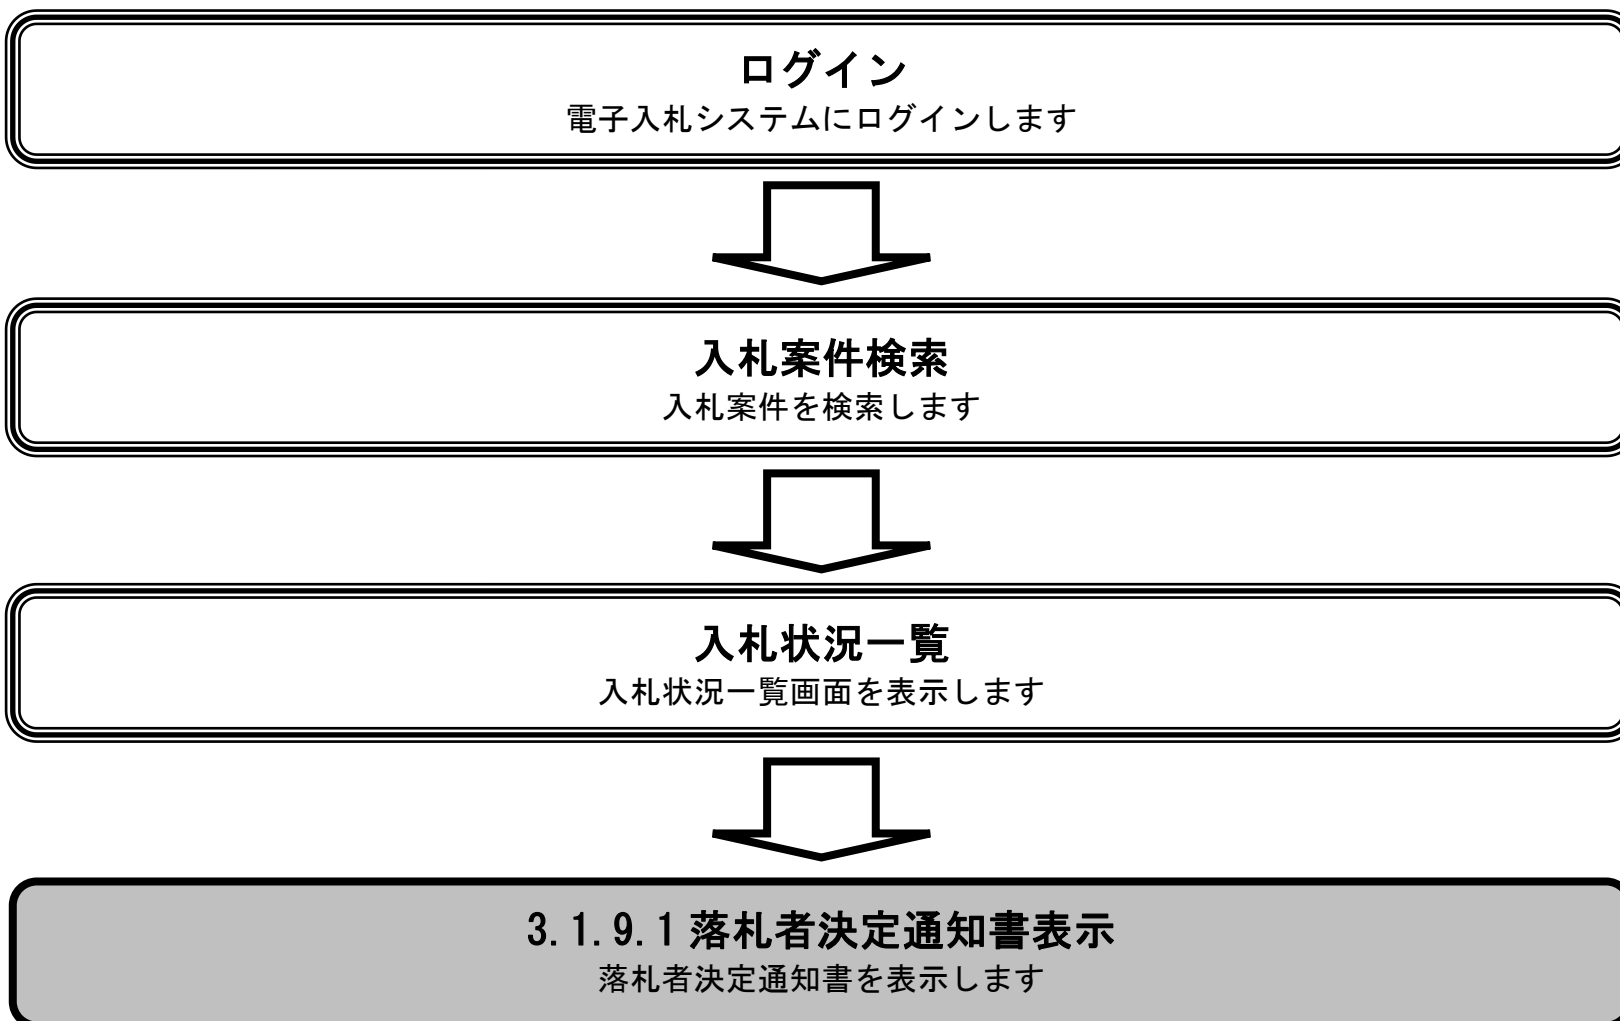 ログイン
電子入札システムにログインします
入札案件検索
入札案件を検索します
入札状況一覧
入札状況一覧画面を表示します
3.1.9.1 落札者決定通知書表示
落札者決定通知書を表示します